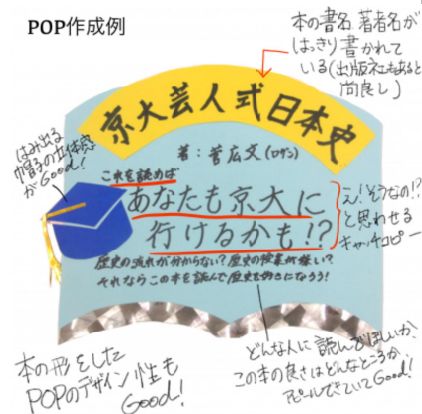 POP作成例
本の書名 著者名が
はっきり書かれて
いる(出版社もあると
尚良し)
京大芸人式日本史
著:菅広文(ロザン)
はみ出る
帽子の立体感
がGood!
これを読めば
あなたも京大に
行けるかも!?
え!そうなの!?
と思わせる
キャッチコピー
歴史の流れが分からない?歴史の授業が嫌い?
それならこの本を読んで歴史を好きになろう!
本の形をした
POPのデザイン性も
Good!
どんな人に読んでほしいか、
この本の良さはどんなところか、
アピールできていてGood!